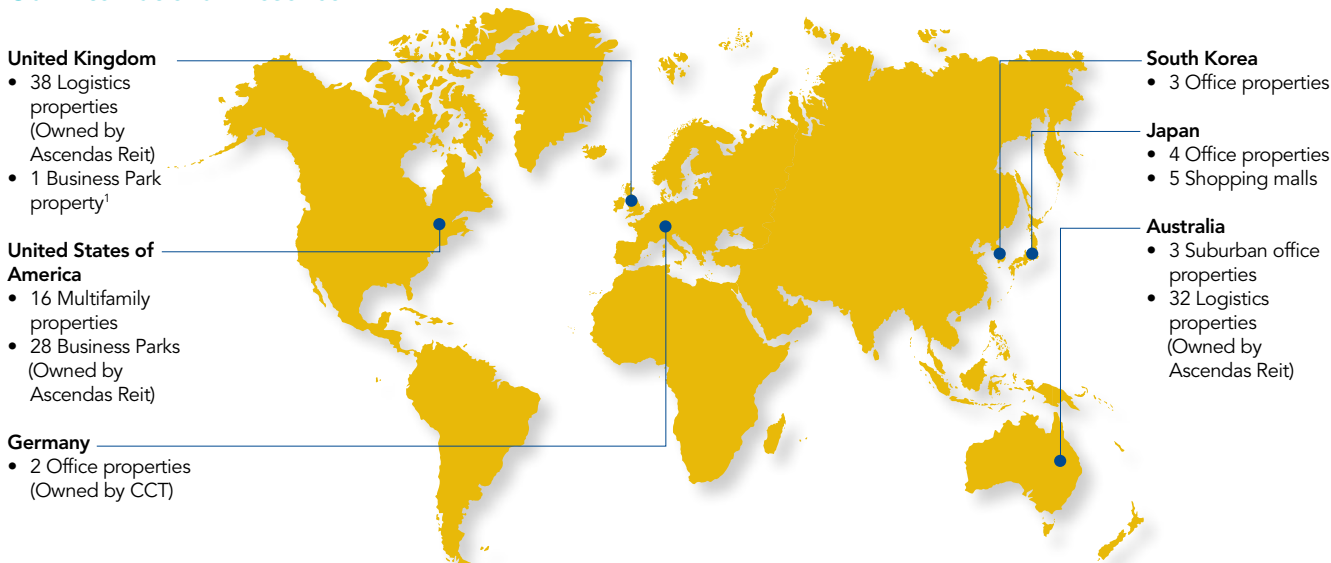 United Kingdom
• 38 Logistics
properties
(Owned by
Ascendas Reit)
• 1 Business Park
property1
United States of
America
• 16 Multifamily
properties
• 28 Business Parks
(Owned by
Ascendas Reit)
Germany
• 2 Office properties
(Owned by CCT)
South Korea
• 3 Office properties
Japan
• 4 Office properties
• 5 Shopping malls
Australia
• 3 Suburban office
properties
• 32 Logistics
properties
(Owned by
Ascendas Reit)